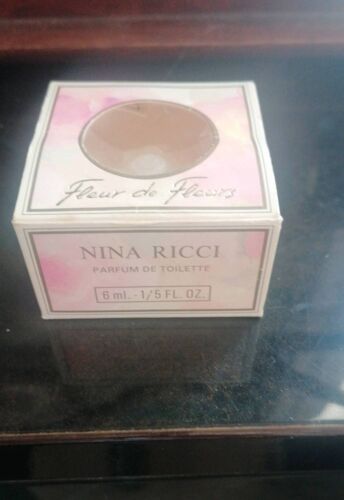 Fleur de Fleurs
NINA RICCI
PARFUM DE TOILETTE
6 ml. - 1/5 FL. OZ.